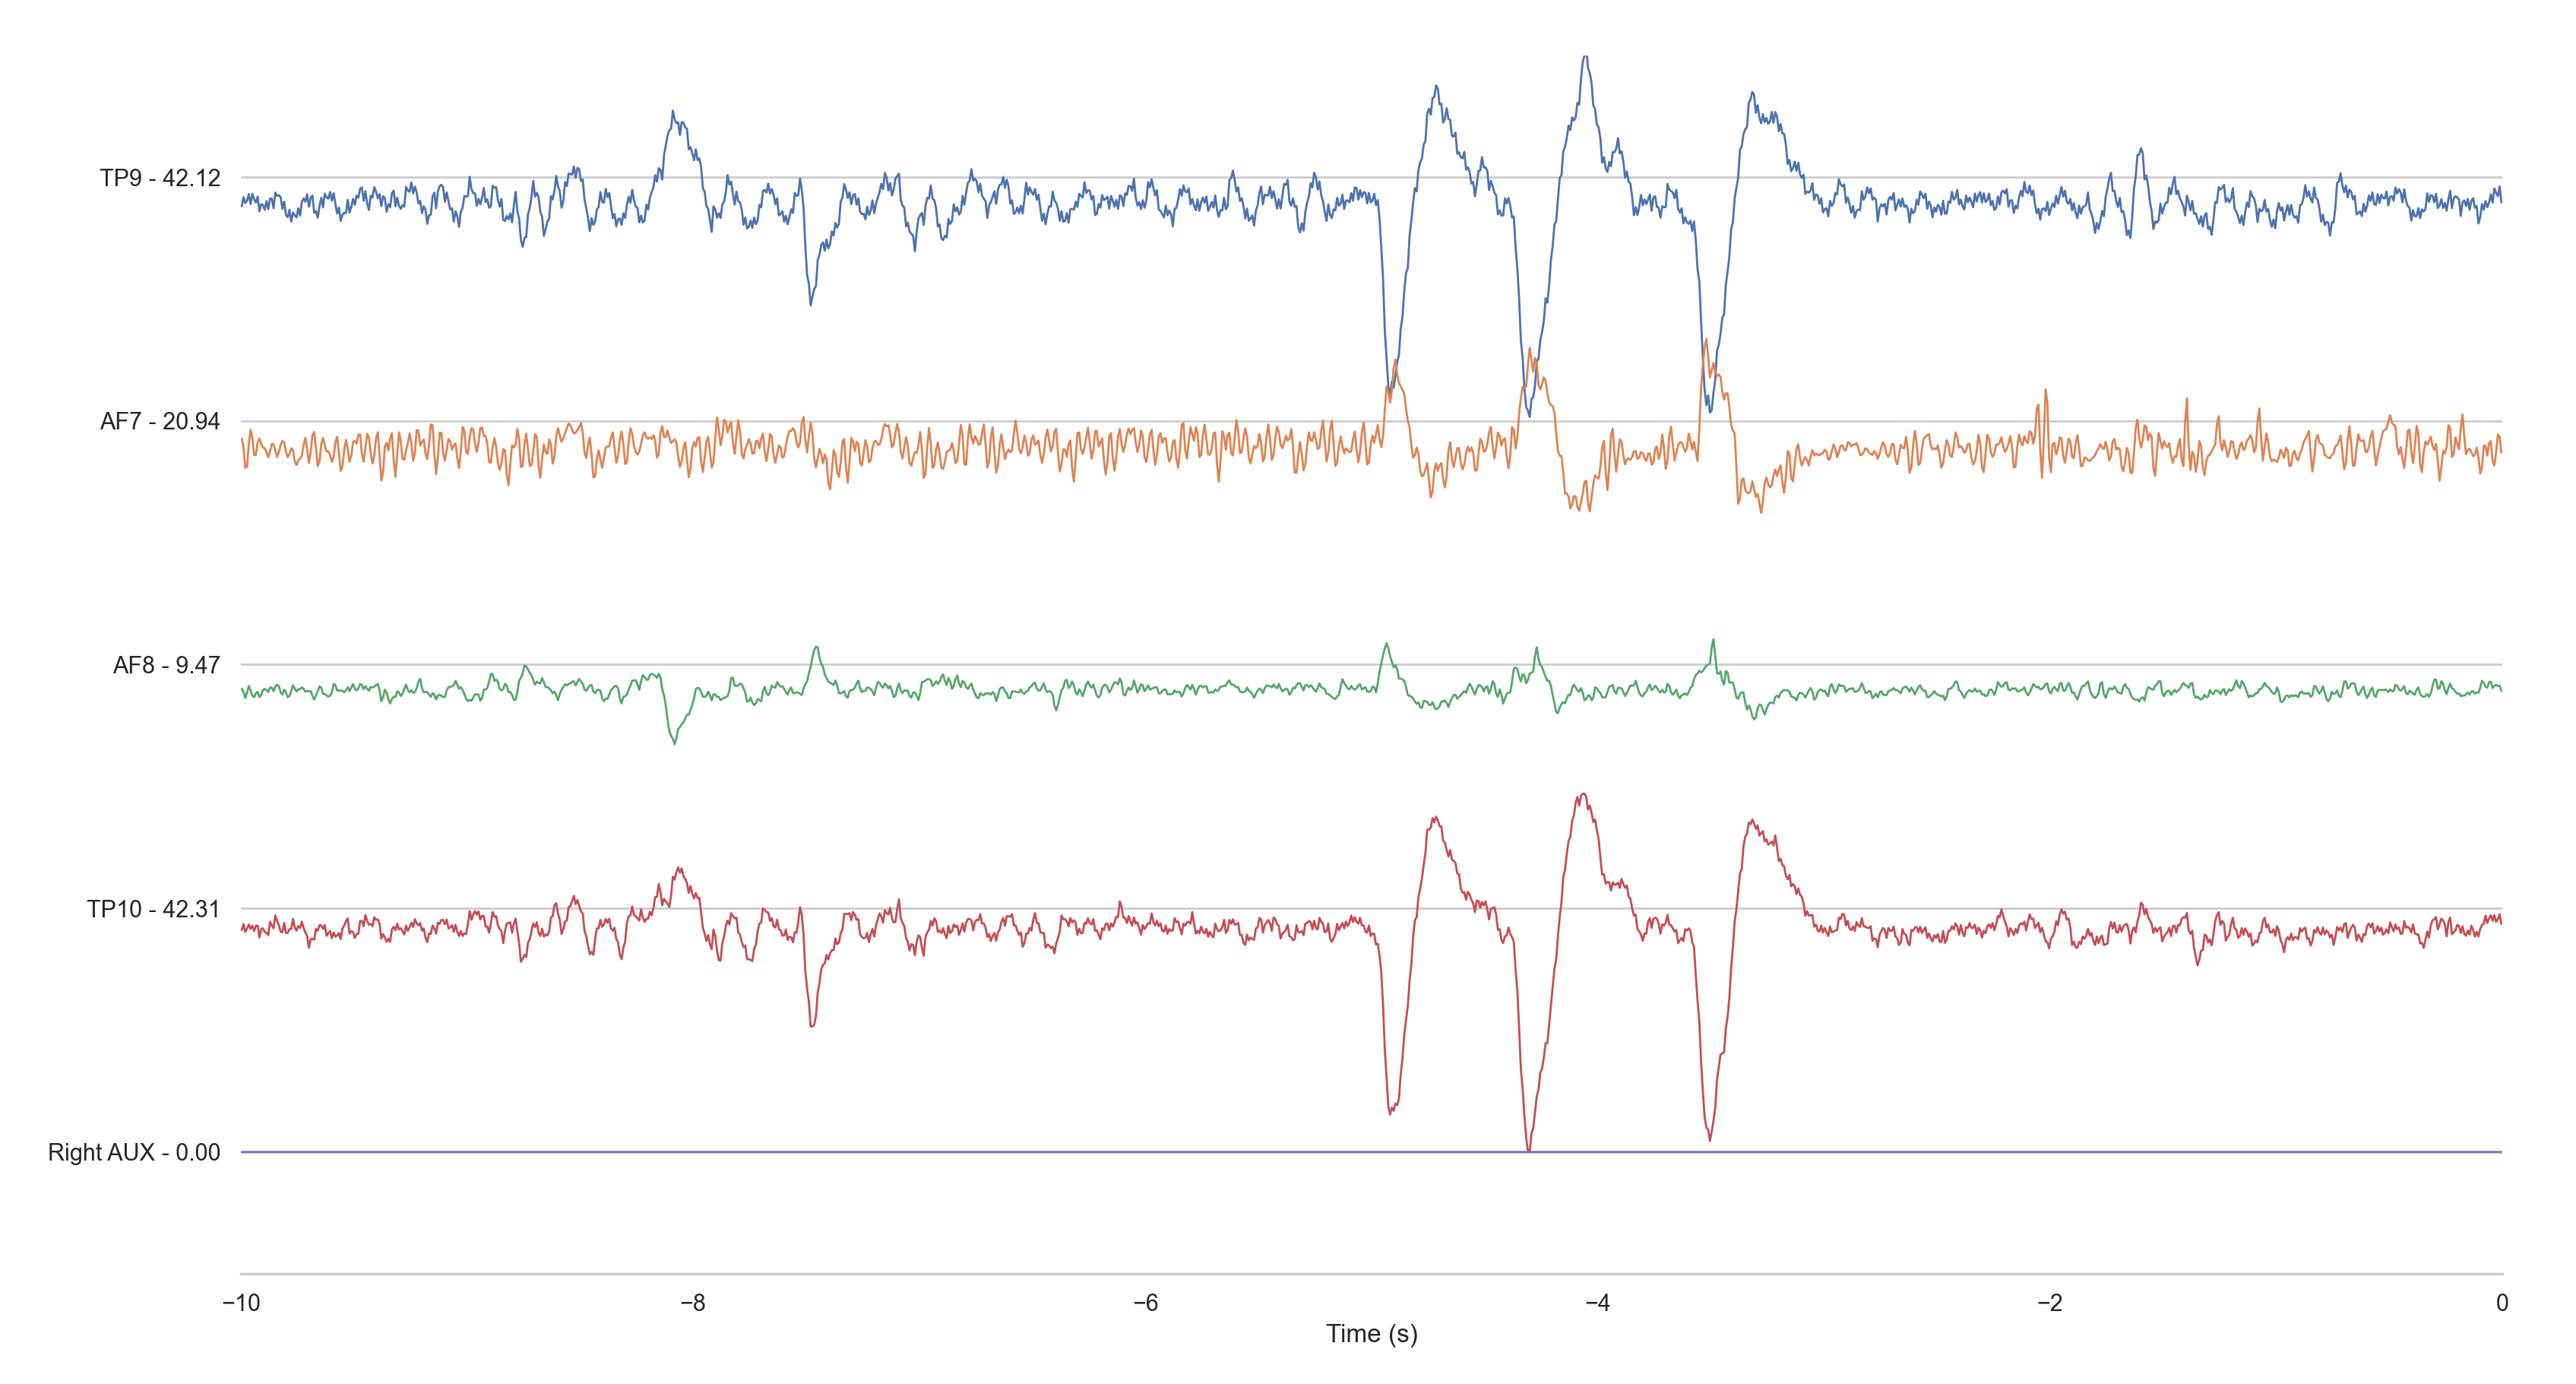 TP9 - 42.12
AF7 - 20.94
AF8 - 9.47
TP10 - 42.31
Right AUX - 0.00
−10 −8 −6 −4 −2 0
Time (s)